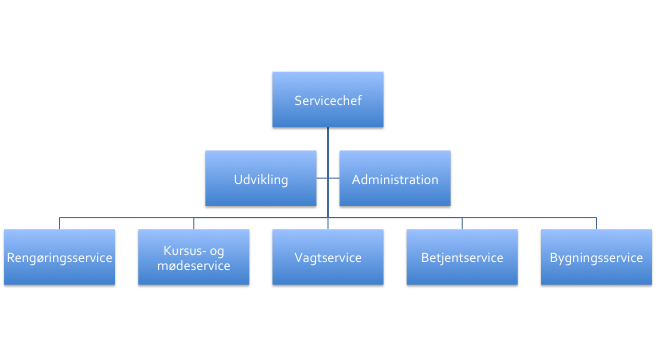 Servicechef
Udvikling
Administration
Rengøringsservice
Kursus- og
mødeservice
Vagtservice
Betjentservice
Bygningsservice